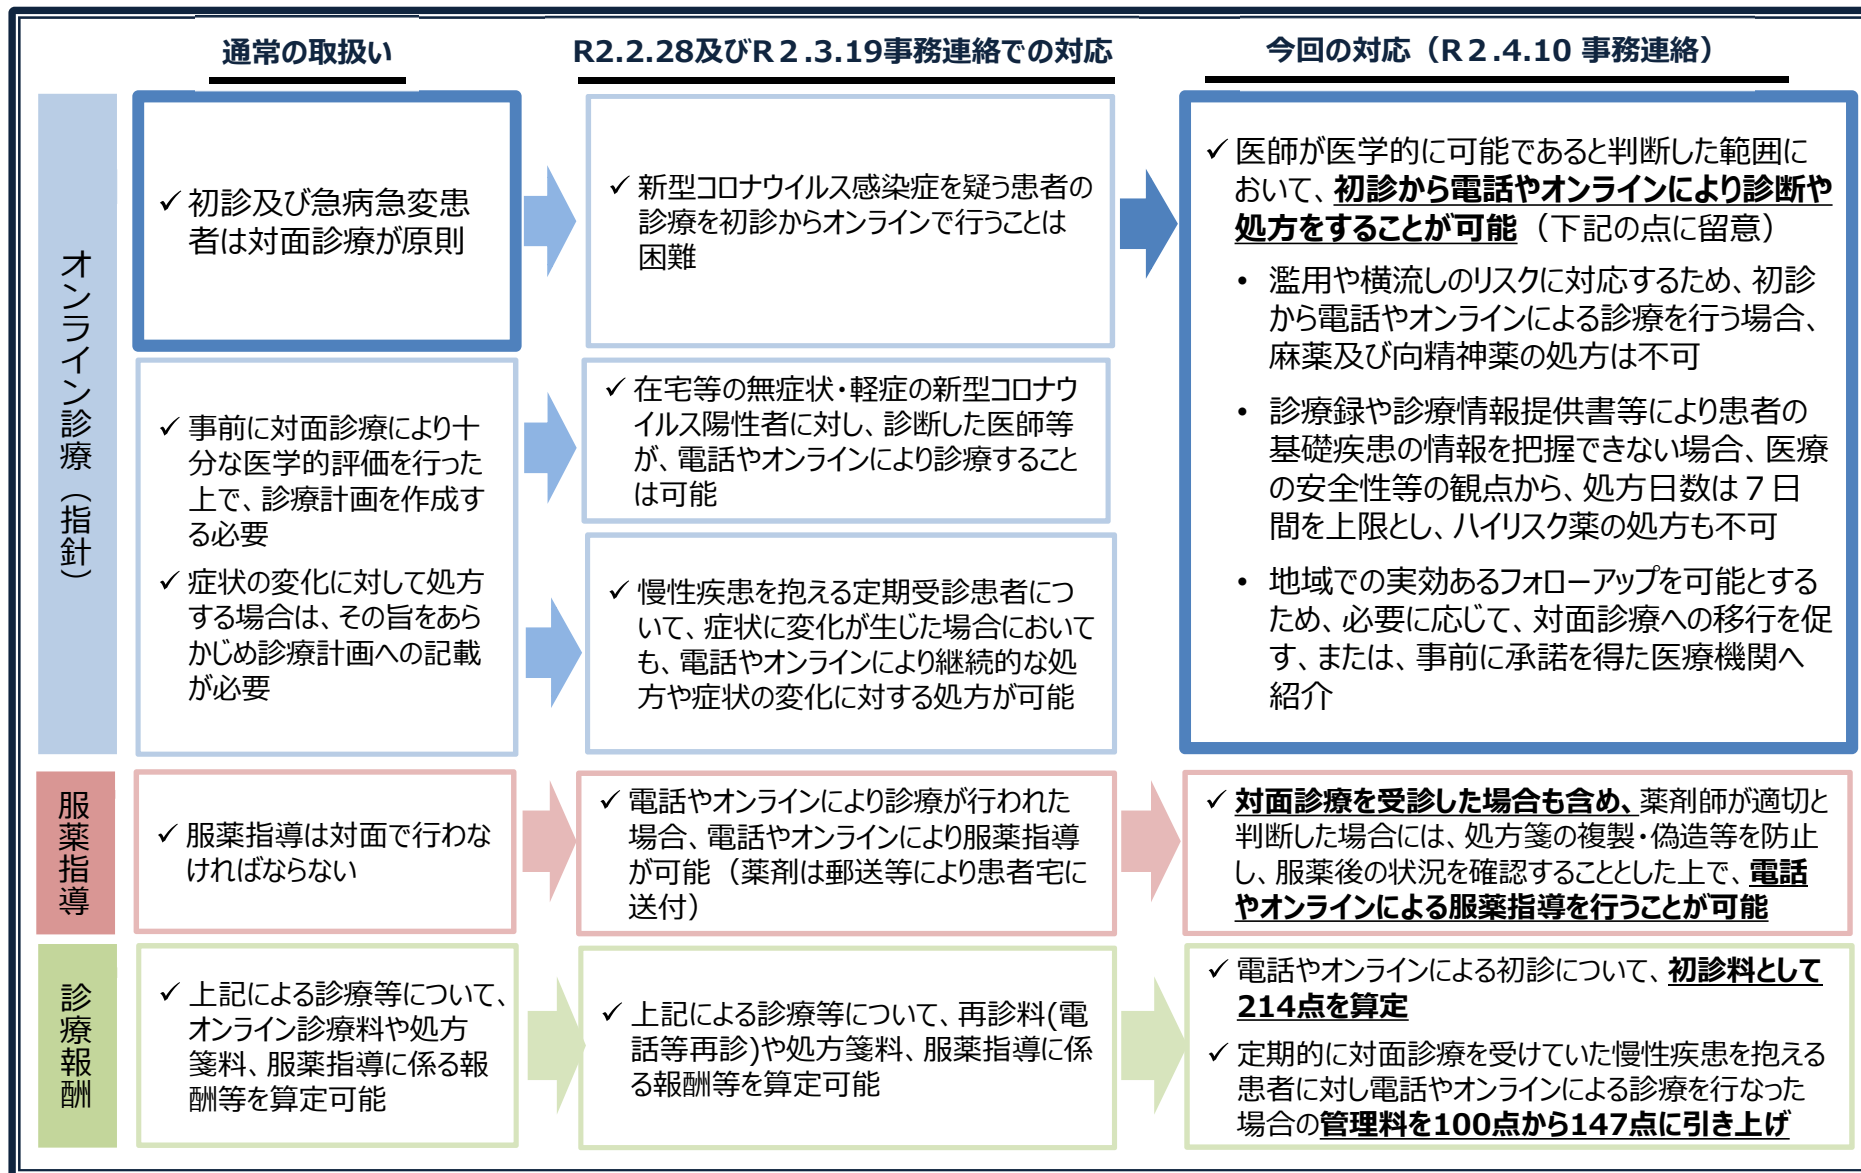 通常の取扱い
R2.2.28及びR２.3.19事務連絡での対応
今回の対応（R２.4.10 事務連絡）
オンライン診療（指針）
✓ 初診及び急病急変患
者は対面診療が原則
✓ 新型コロナウイルス感染症を疑う患者の
診療を初診からオンラインで行うことは
困難
✓ 医師が医学的に可能であると判断した範囲に
おいて、初診から電話やオンラインにより診断や
処方をすることが可能（下記の点に留意）
• 濫用や横流しのリスクに対応するため、初診
から電話やオンラインによる診療を行う場合、
麻薬及び向精神薬の処方は不可
• 診療録や診療情報提供書等により患者の
基礎疾患の情報を把握できない場合、医療
の安全性等の観点から、処方日数は７日
間を上限とし、ハイリスク薬の処方も不可
• 地域での実効あるフォローアップを可能とする
ため、必要に応じて、対面診療への移行を促
す、または、事前に承諾を得た医療機関へ
紹介
✓ 事前に対面診療により十
分な医学的評価を行った
上で、診療計画を作成す
る必要
✓ 症状の変化に対して処方
する場合は、その旨をあら
かじめ診療計画への記載
が必要
✓ 在宅等の無症状・軽症の新型コロナウ
イルス陽性者に対し、診断した医師等
が、電話やオンラインにより診療すること
は可能
✓ 慢性疾患を抱える定期受診患者につ
いて、症状に変化が生じた場合において
も、電話やオンラインにより継続的な処
方や症状の変化に対する処方が可能
服薬指導
✓ 服薬指導は対面で行わな
ければならない
✓ 電話やオンラインにより診療が行われた
場合、電話やオンラインにより服薬指導
が可能（薬剤は郵送等により患者宅に
送付）
✓ 対面診療を受診した場合も含め、薬剤師が適切と
判断した場合には、処方箋の複製・偽造等を防止
し、服薬後の状況を確認することとした上で、電話
やオンラインによる服薬指導を行うことが可能
診療報酬
✓ 上記による診療等について、
オンライン診療料や処方
箋料、服薬指導に係る報
酬等を算定可能
✓ 上記による診療等について、再診料(電
話等再診)や処方箋料、服薬指導に係
る報酬等を算定可能
✓ 電話やオンラインによる初診について、初診料として
214点を算定
✓ 定期的に対面診療を受けていた慢性疾患を抱える
患者に対し電話やオンラインによる診療を行なった
場合の管理料を100点から147点に引き上げ